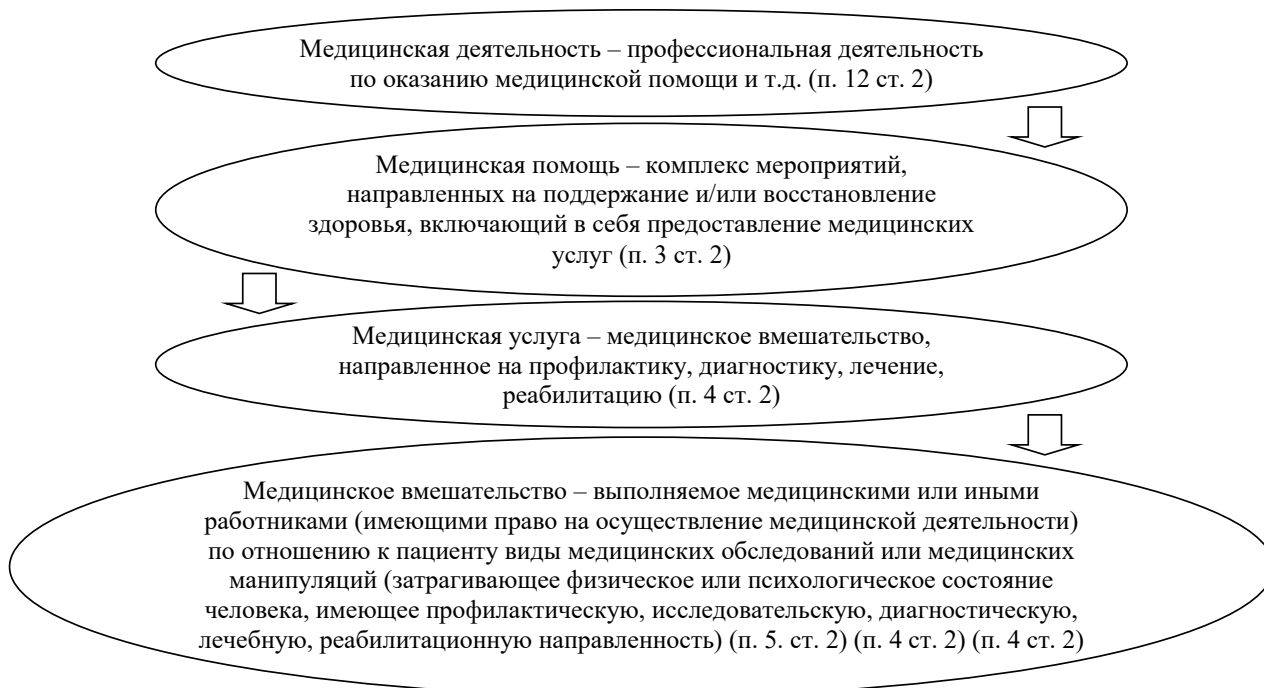 Медицинская деятельность – профессиональная деятельность
по оказанию медицинской помощи и т.д. (п. 12 ст. 2)
Медицинская помощь – комплекс мероприятий,
направленных на поддержание и/или восстановление
здоровья, включающий в себя предоставление медицинских
услуг (п. 3 ст. 2)
Медицинская услуга – медицинское вмешательство,
направленное на профилактику, диагностику, лечение,
реабилитацию (п. 4 ст. 2)
Медицинское вмешательство – выполняемое медицинскими или иными
работниками (имеющими право на осуществление медицинской деятельности)
по отношению к пациенту виды медицинских обследований или медицинских
манипуляций (затрагивающее физическое или психологическое состояние
человека, имеющее профилактическую, исследовательскую, диагностическую,
лечебную, реабилитационную направленность) (п. 5. ст. 2) (п. 4 ст. 2) (п. 4 ст. 2)